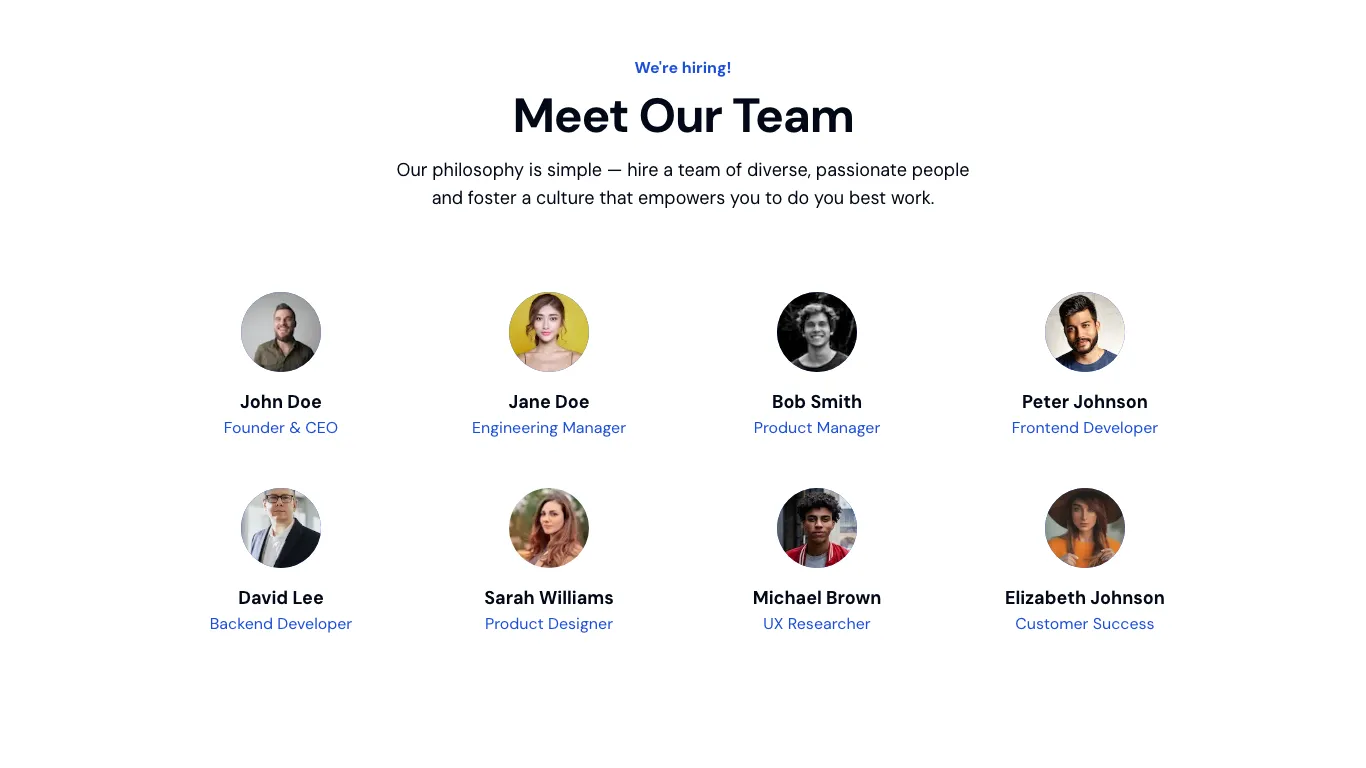 We're hiring!
Meet Our Team
Our philosophy is simple — hire a team of diverse, passionate people
and foster a culture that empowers you to do you best work.
John Doe
Founder & CEO
Jane Doe
Engineering Manager
Bob Smith
Product Manager
Peter Johnson
Frontend Developer
David Lee
Backend Developer
Sarah Williams
Product Designer
Michael Brown
UX Researcher
Elizabeth Johnson
Customer Success